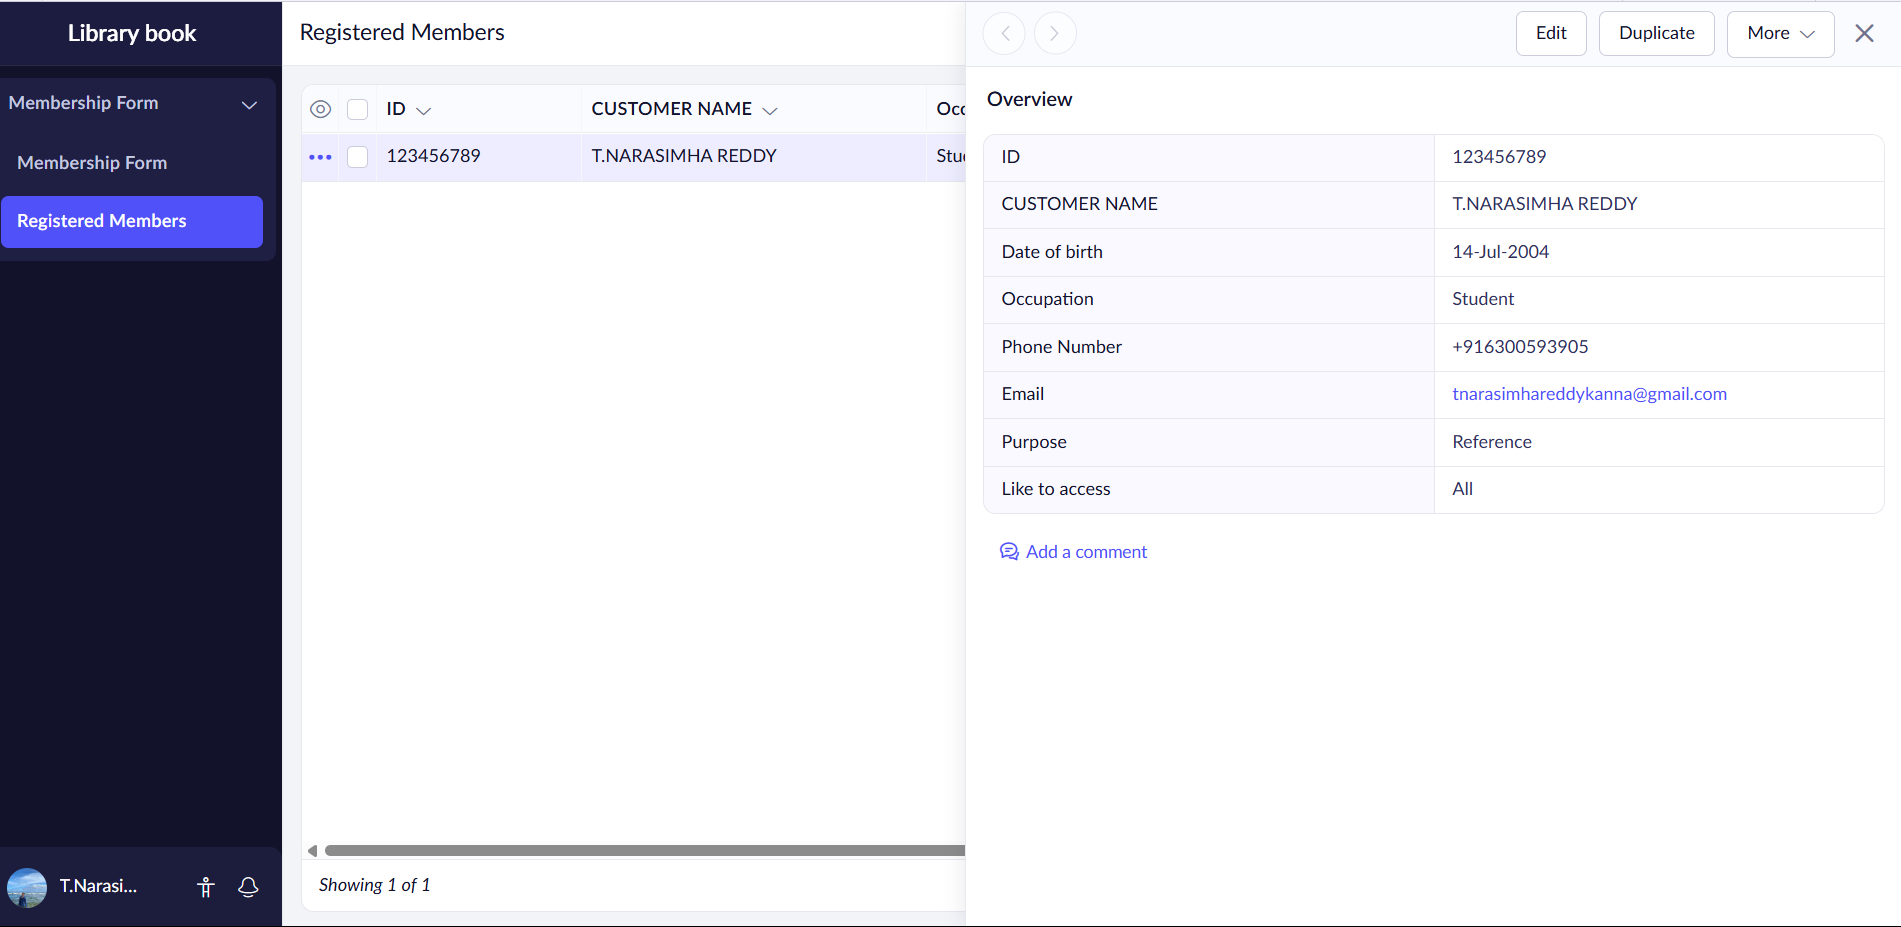 Library book
Membership Form
Membership Form
Registered Members
T.Narasi...
Registered Members
ID
CUSTOMER NAME
123456789
T.NARASIMHA REDDY
Showing 1 of 1
Edit
Duplicate
More
Overview
ID 123456789
CUSTOMER NAME T.NARASIMHA REDDY
Date of birth 14-Jul-2004
Occupation Student
Phone Number +916300593905
Email tnarasimhareddykanna@gmail.com
Purpose Reference
Like to access All
Add a comment